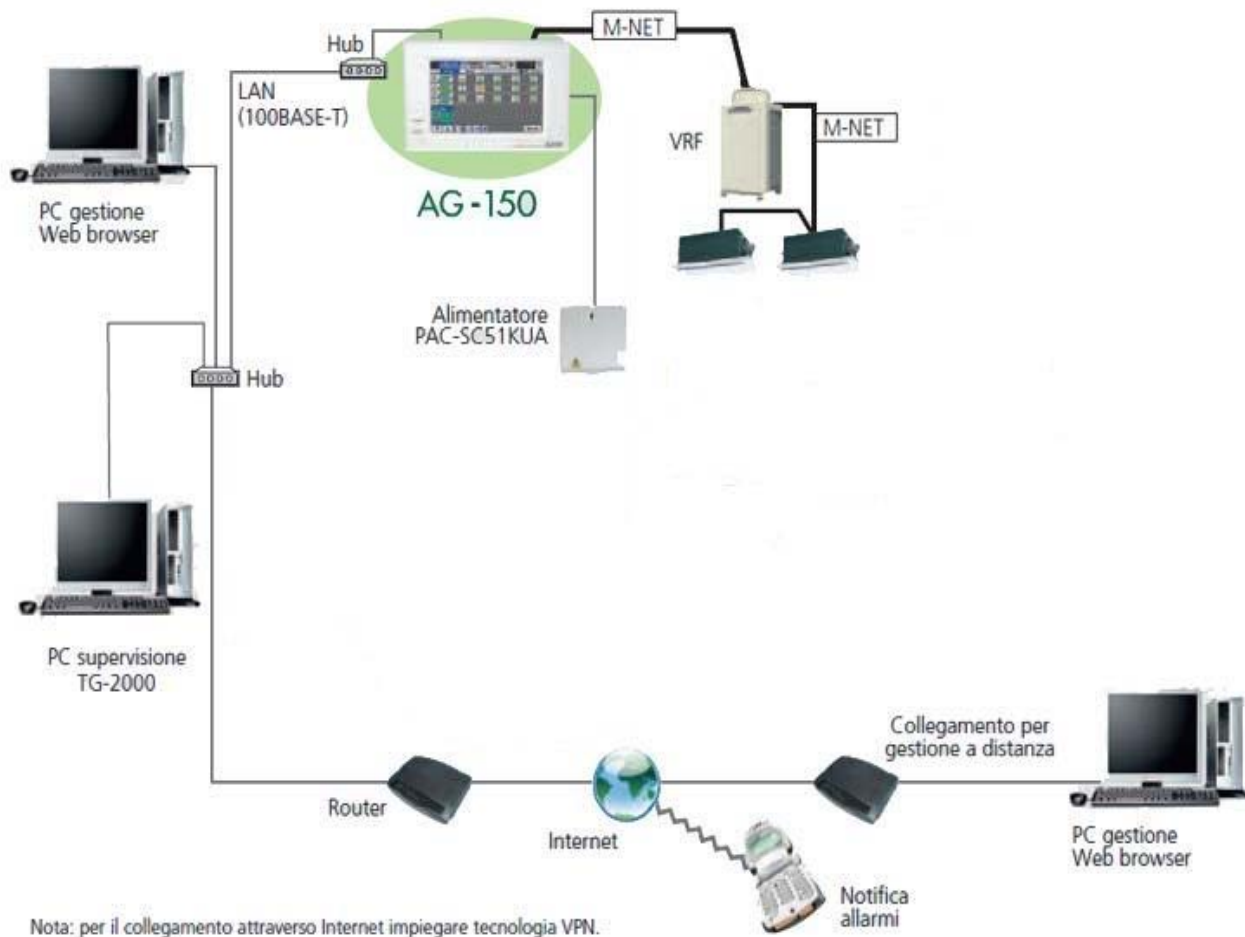 M-NET
Hub
LAN
(100BASE-T)
VRF
M-NET
AG-150
PC gestione
Web browser
Alimentatore
PAC-SC51KUA
Hub
PC supervisione
TG-2000
Collegamento per
gestione a distanza
Router
Internet
PC gestione
Web browser
Notifica
allarmi
Nota: per il collegamento attraverso Internet impiegare tecnologia VPN.